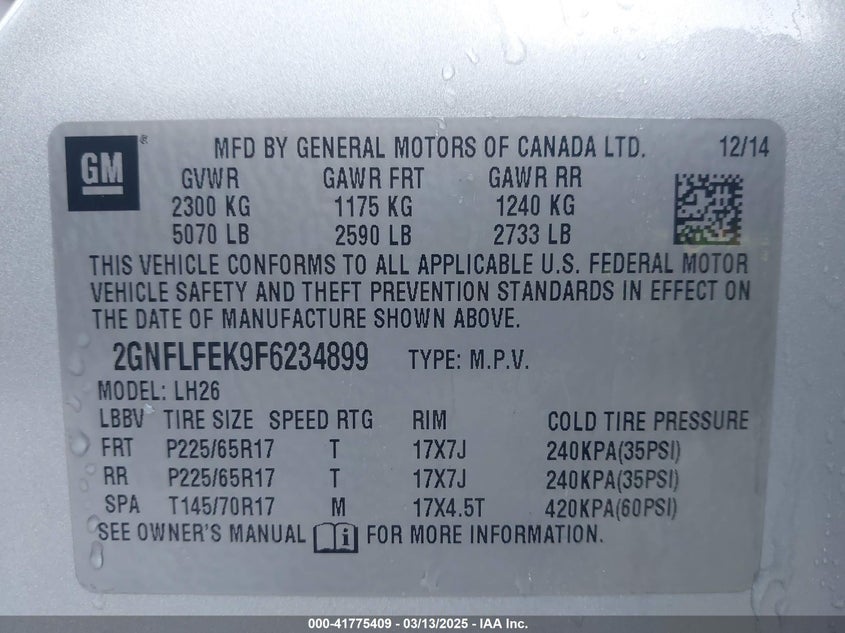 GM ® MFD BY GENERAL MOTORS OF CANADA LTD. 12/14
GVWR GAWR FRT GAWR RR
2300 KG 1175 KG 1240 KG
5070 LB 2590 LB 2733 LB
THIS VEHICLE CONFORMS TO ALL APPLICABLE U.S. FEDERAL MOTOR
VEHICLE SAFETY AND THEFT PREVENTION STANDARDS IN EFFECT ON
THE DATE OF MANUFACTURE SHOWN ABOVE.
2GNFLFEK9F6234899 TYPE: M.P.V.
MODEL: LH26
LBBV TIRE SIZE SPEED RTG RIM COLD TIRE PRESSURE
FRT P225/65R17 T 17X7J 240KPA(35PSI)
RR P225/65R17 T 17X7J 240KPA(35PSI)
SPA T145/70R17 M 17X4.5T 420KPA(60PSI)
SEE OWNER'S MANUAL i FOR MORE INFORMATION.
000-41775409 - 03/13/2025 - IAA Inc.